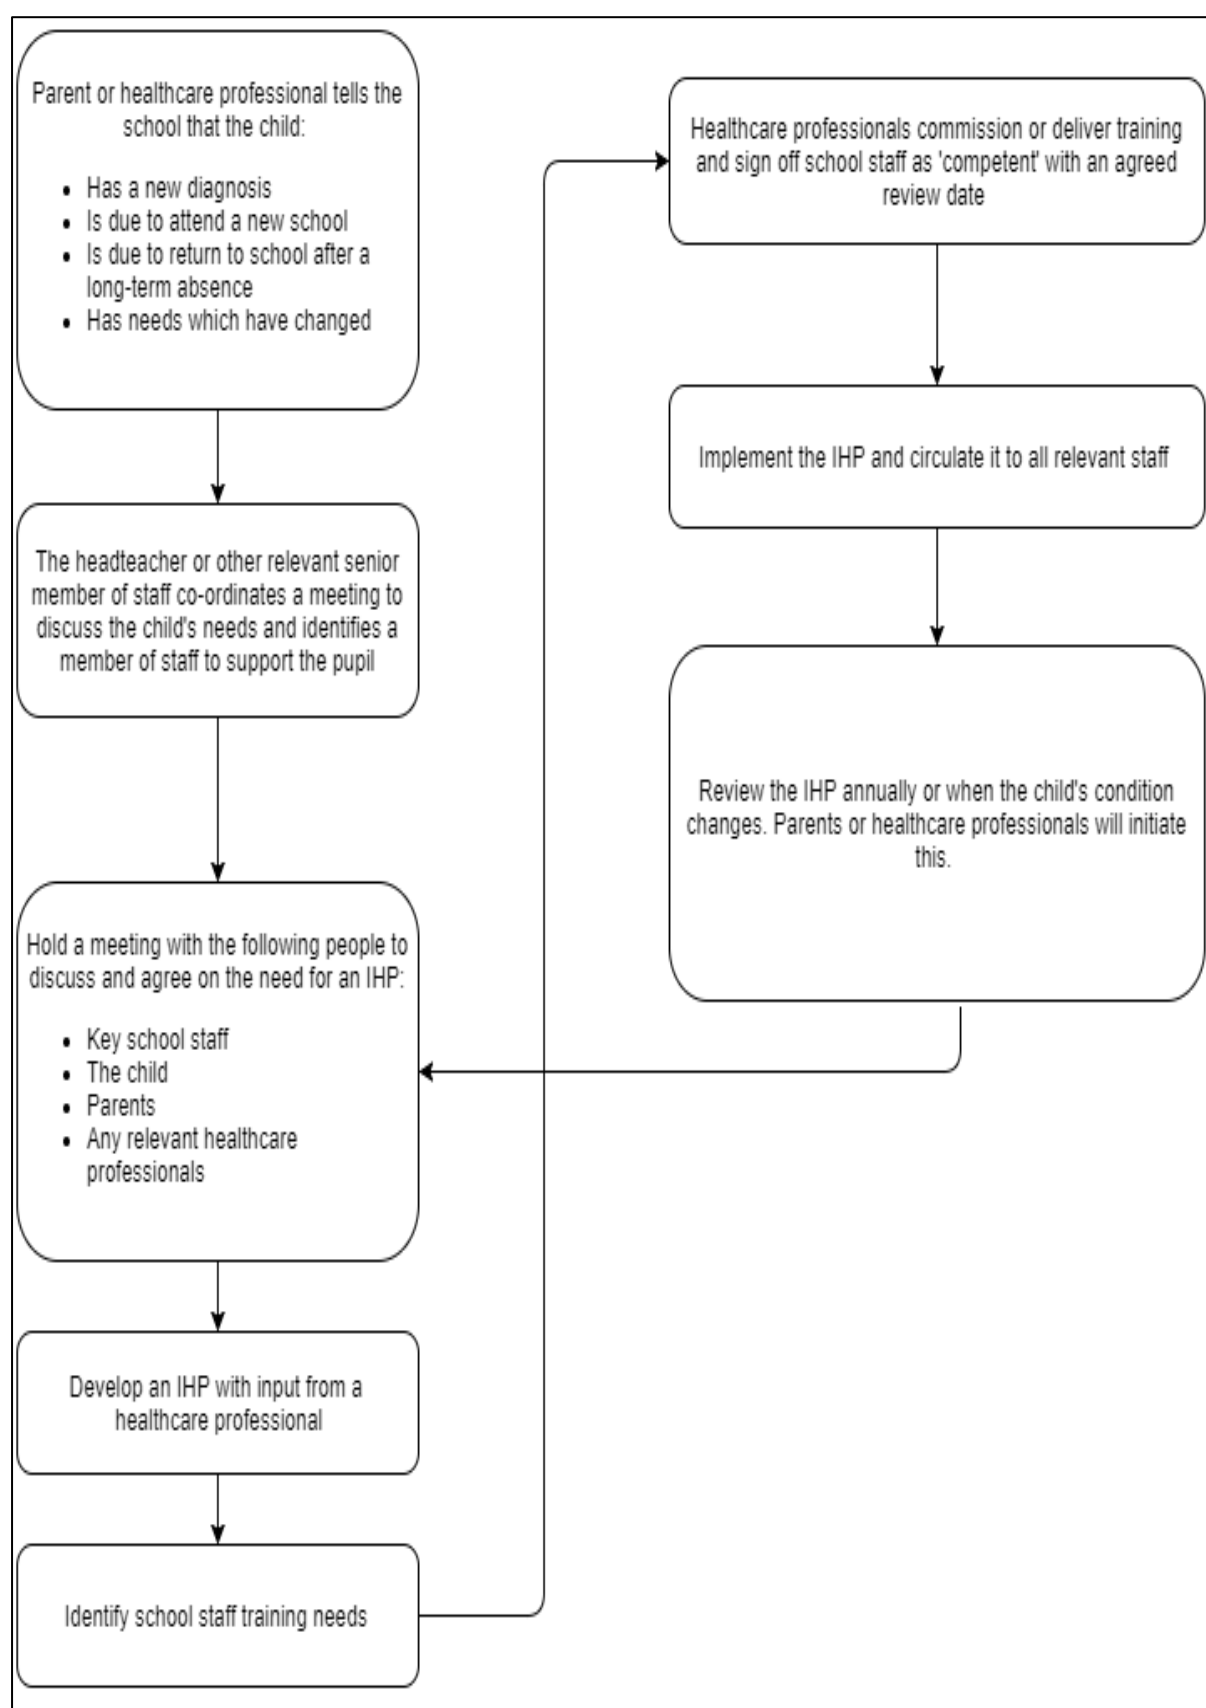 Parent or healthcare professional tells the
school that the child:
• Has a new diagnosis
• Is due to attend a new school
• Is due to return to school after a
long-term absence
• Has needs which have changed
The headteacher or other relevant senior
member of staff co-ordinates a meeting to
discuss the child's needs and identifies a
member of staff to support the pupil
Hold a meeting with the following people to
discuss and agree on the need for an IHP:
• Key school staff
• The child
• Parents
• Any relevant healthcare
professionals
Develop an IHP with input from a
healthcare professional
Identify school staff training needs
Healthcare professionals commission or deliver training
and sign off school staff as 'competent' with an agreed
review date
Implement the IHP and circulate it to all relevant staff
Review the IHP annually or when the child's condition
changes. Parents or healthcare professionals will initiate
this.